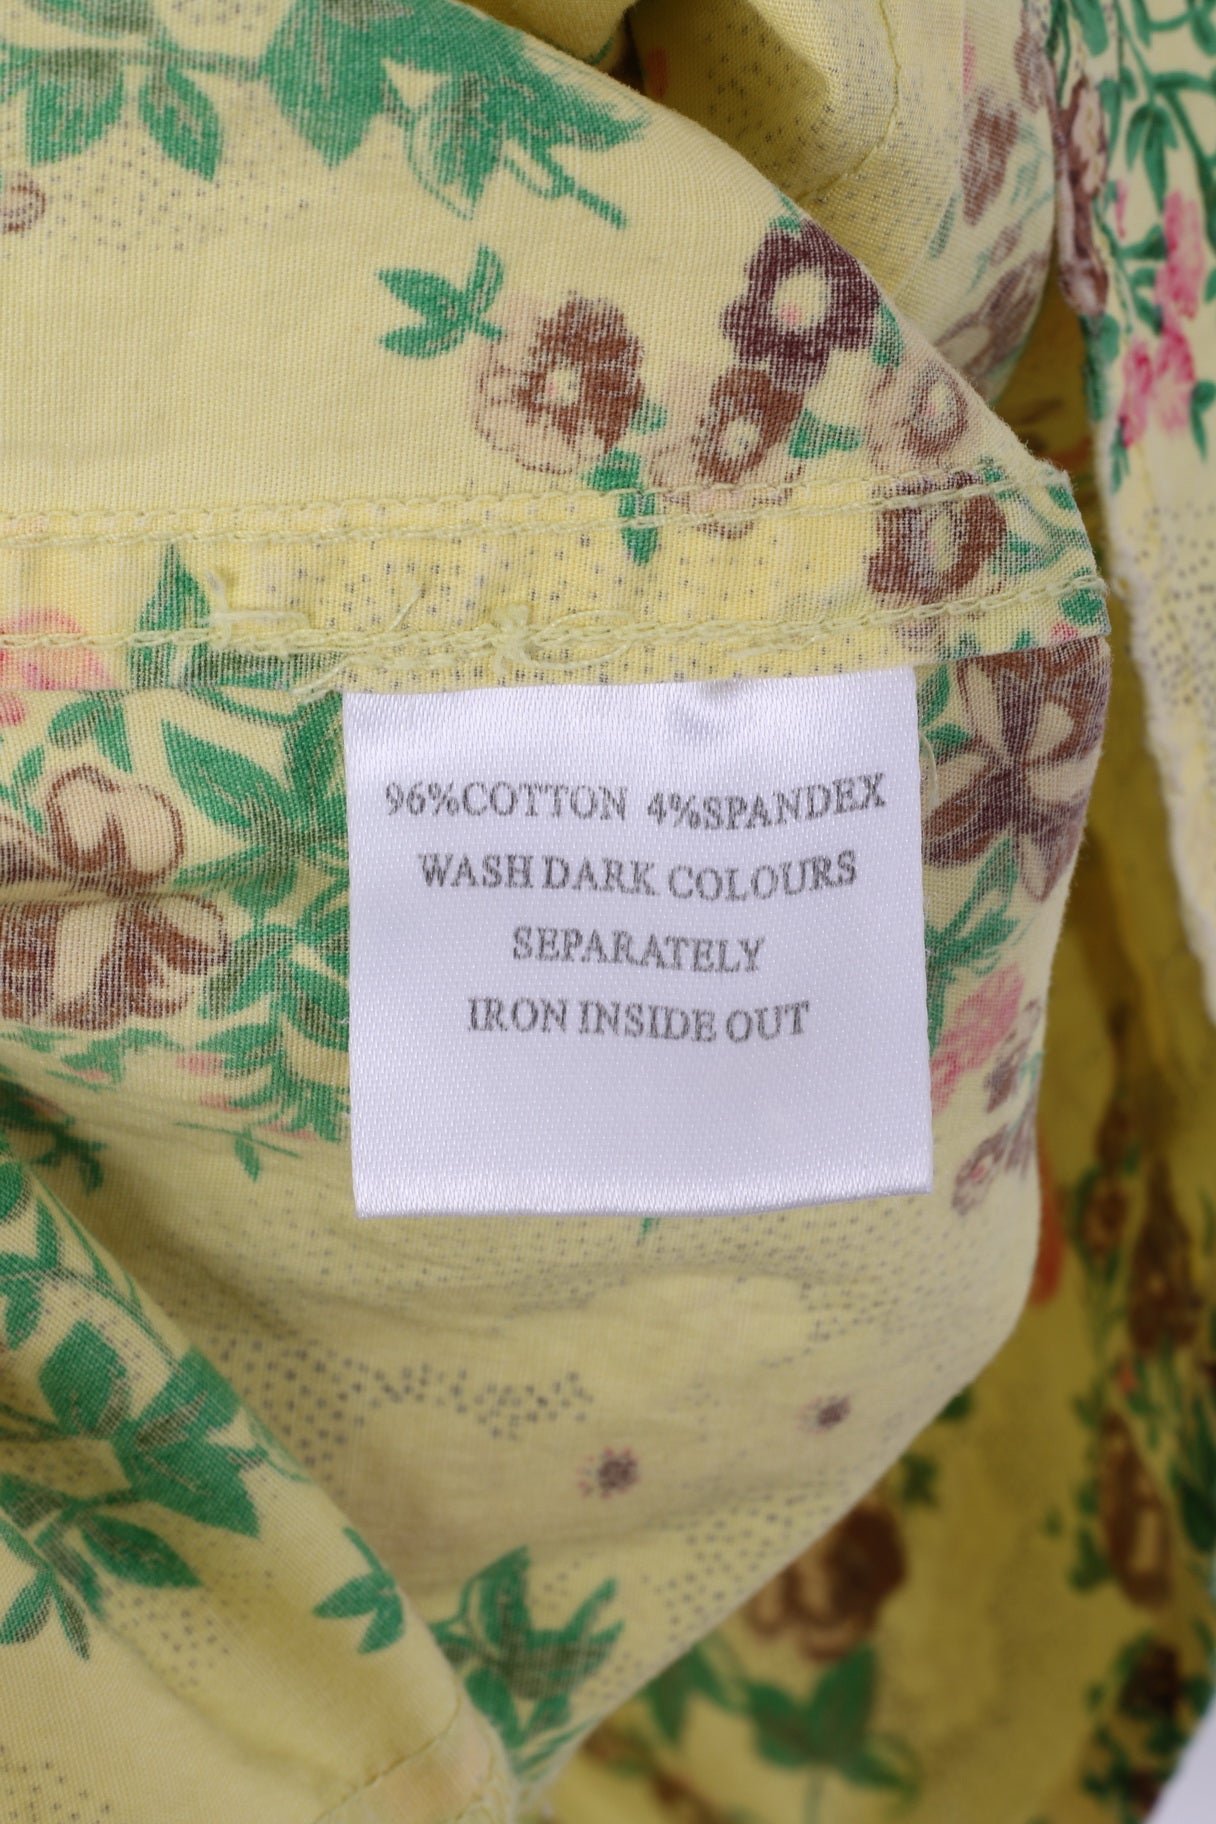 96%COTTON 4%SPANDEX
WASH DARK COLOURS
SEPARATELY
IRON INSIDE OUT